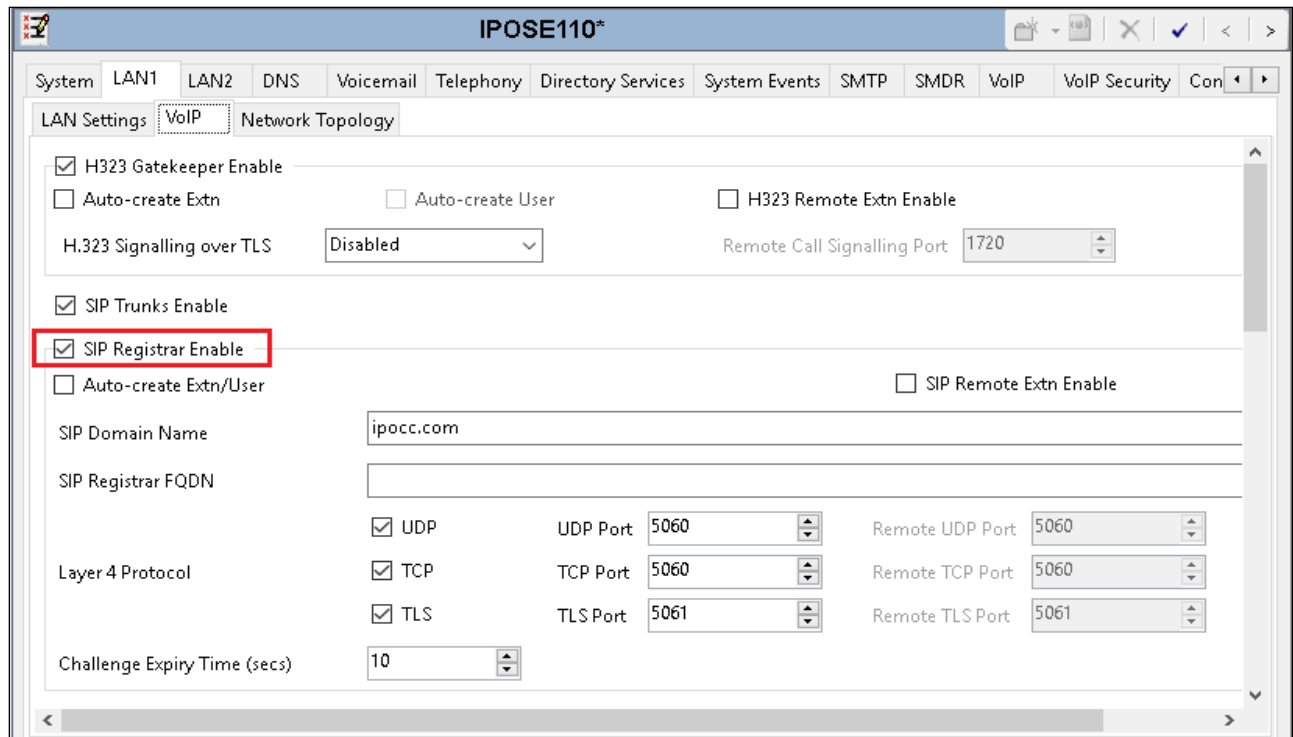 IPOSE110*
System LAN1 LAN2 DNS Voicemail Telephony Directory Services System Events SMTP SMDR VoIP VoIP Security Con
LAN Settings VoIP Network Topology
H323 Gatekeeper Enable
Auto-create Extn Auto-create User H323 Remote Extn Enable
H.323 Signalling over TLS Disabled Remote Call Signalling Port 1720
SIP Trunks Enable
SIP Registrar Enable
Auto-create Extn/User SIP Remote Extn Enable
SIP Domain Name ipocc.com
SIP Registrar FQDN
UDP UDP Port 5060 Remote UDP Port 5060
Layer 4 Protocol TCP TCP Port 5060 Remote TCP Port 5060
TLS TLS Port 5061 Remote TLS Port 5061
Challenge Expiry Time (secs) 10